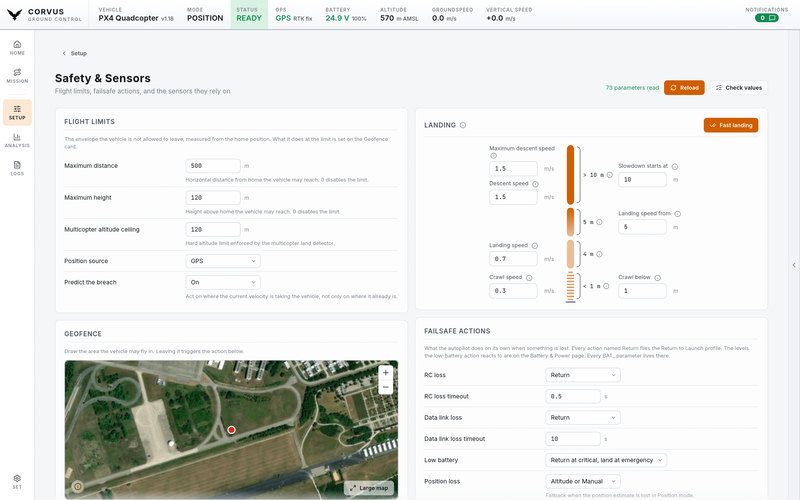 CORVUS
GROUND CONTROL
VEHICLE
PX4 Quadcopter v1.18
MODE
POSITION
STATUS
READY
GPS
GPS RTK fix
BATTERY
24.9 V 100%
ALTITUDE
570 m AMSL
GROUNDSPEED
0.0 m/s
VERTICAL SPEED
+0.0 m/s
NOTIFICATIONS
0
HOME
MISSION
SETUP
ANALYSIS
LOGS
SET
Setup
Safety & Sensors
Flight limits, failsafe actions, and the sensors they rely on
73 parameters read
Reload
Check values
FLIGHT LIMITS
The envelope the vehicle is not allowed to leave, measured from the home position. What it does at the limit is set on the Geofence
card.
Maximum distance
500 m
Horizontal distance from home the vehicle may reach. 0 disables the limit.
Maximum height
120 m
Height above home the vehicle may reach. 0 disables the limit.
Multicopter altitude ceiling
120 m
Hard altitude limit enforced by the multicopter land detector.
Position source
GPS
Predict the breach
On
Act on where the current velocity is taking the vehicle, not only on where it already is.
GEOFENCE
Draw the area the vehicle may fly in. Leaving it triggers the action below.
+
−
Large map
LANDING
Fast landing
Maximum descent speed
1.5 m/s
Descent speed
1.5 m/s
> 10 m
Slowdown starts at
10 m
5 m
Landing speed from
5 m
Landing speed
0.7 m/s
4 m
Crawl speed
0.3 m/s
< 1 m
Crawl below
1 m
FAILSAFE ACTIONS
What the autopilot does on its own when something is lost. Every action named Return flies the Return to Launch profile. The levels
the low-battery action reacts to are on the Battery & Power page. Every BAT_ parameter lives there.
RC loss
Return
RC loss timeout
0.5 s
Data link loss
Return
Data link loss timeout
10 s
Low battery
Return at critical, land at emergency
Position loss
Altitude or Manual
Fallback when the position estimate is lost in Position mode.